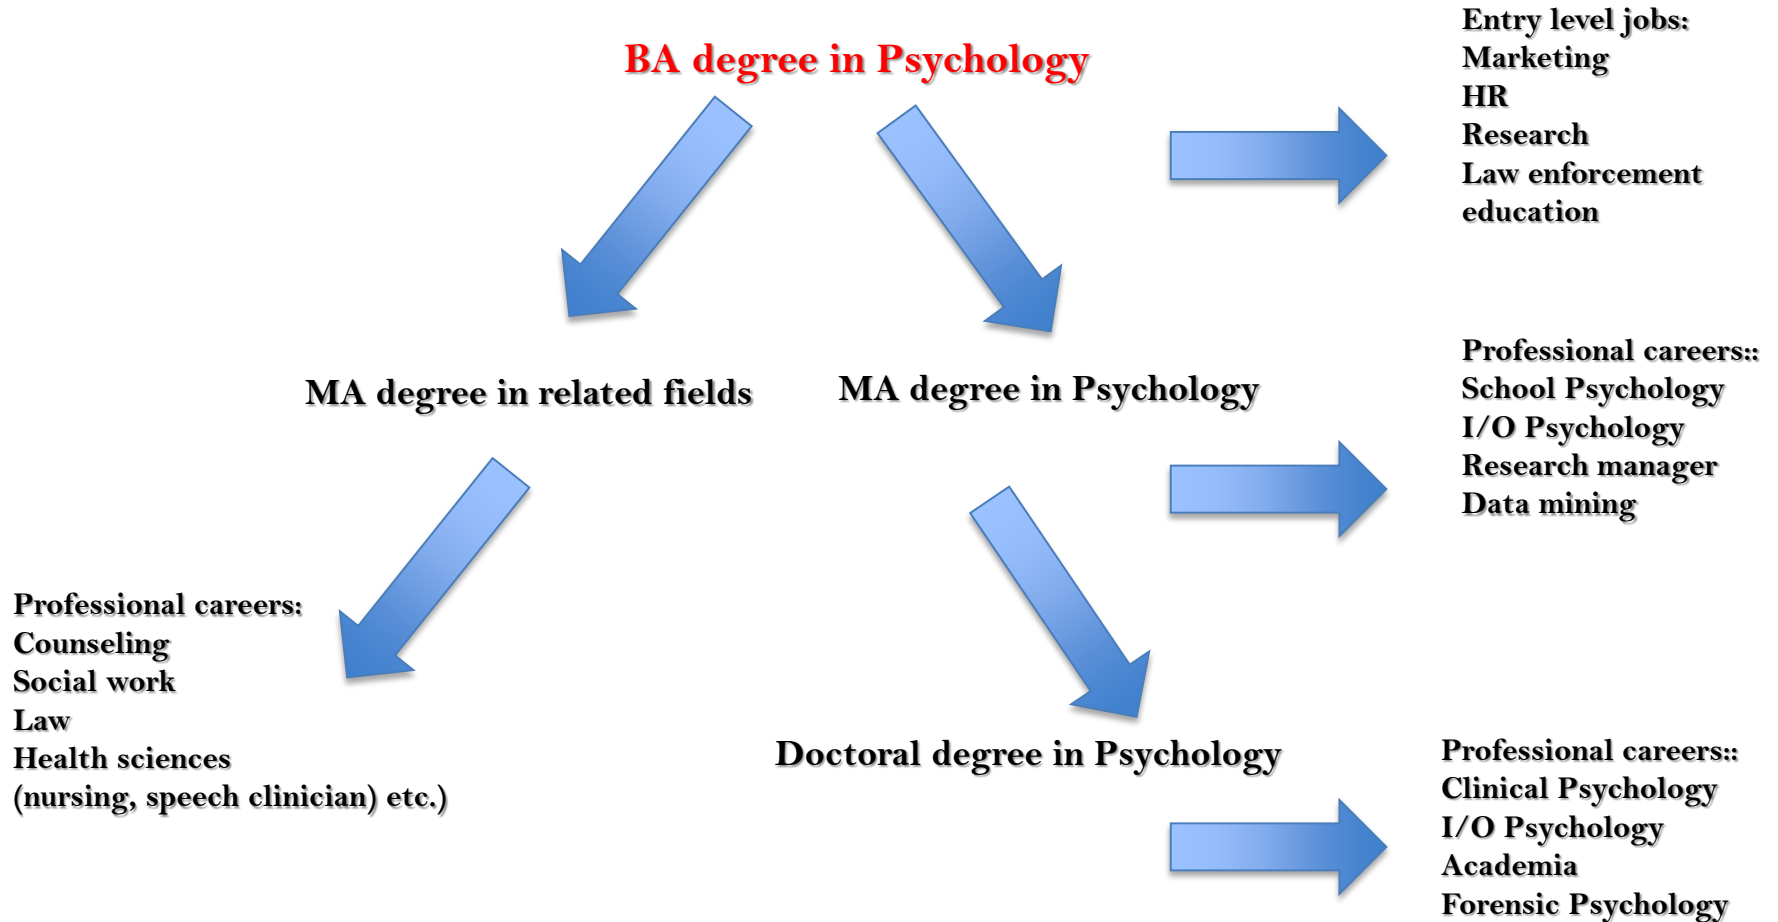 BA degree in Psychology
Entry level jobs:
Marketing
HR
Research
Law enforcement
education
MA degree in related fields
MA degree in Psychology
Professional careers::
School Psychology
I/O Psychology
Research manager
Data mining
Professional careers:
Counseling
Social work
Law
Health sciences
(nursing, speech clinician) etc.)
Doctoral degree in Psychology
Professional careers::
Clinical Psychology
I/O Psychology
Academia
Forensic Psychology